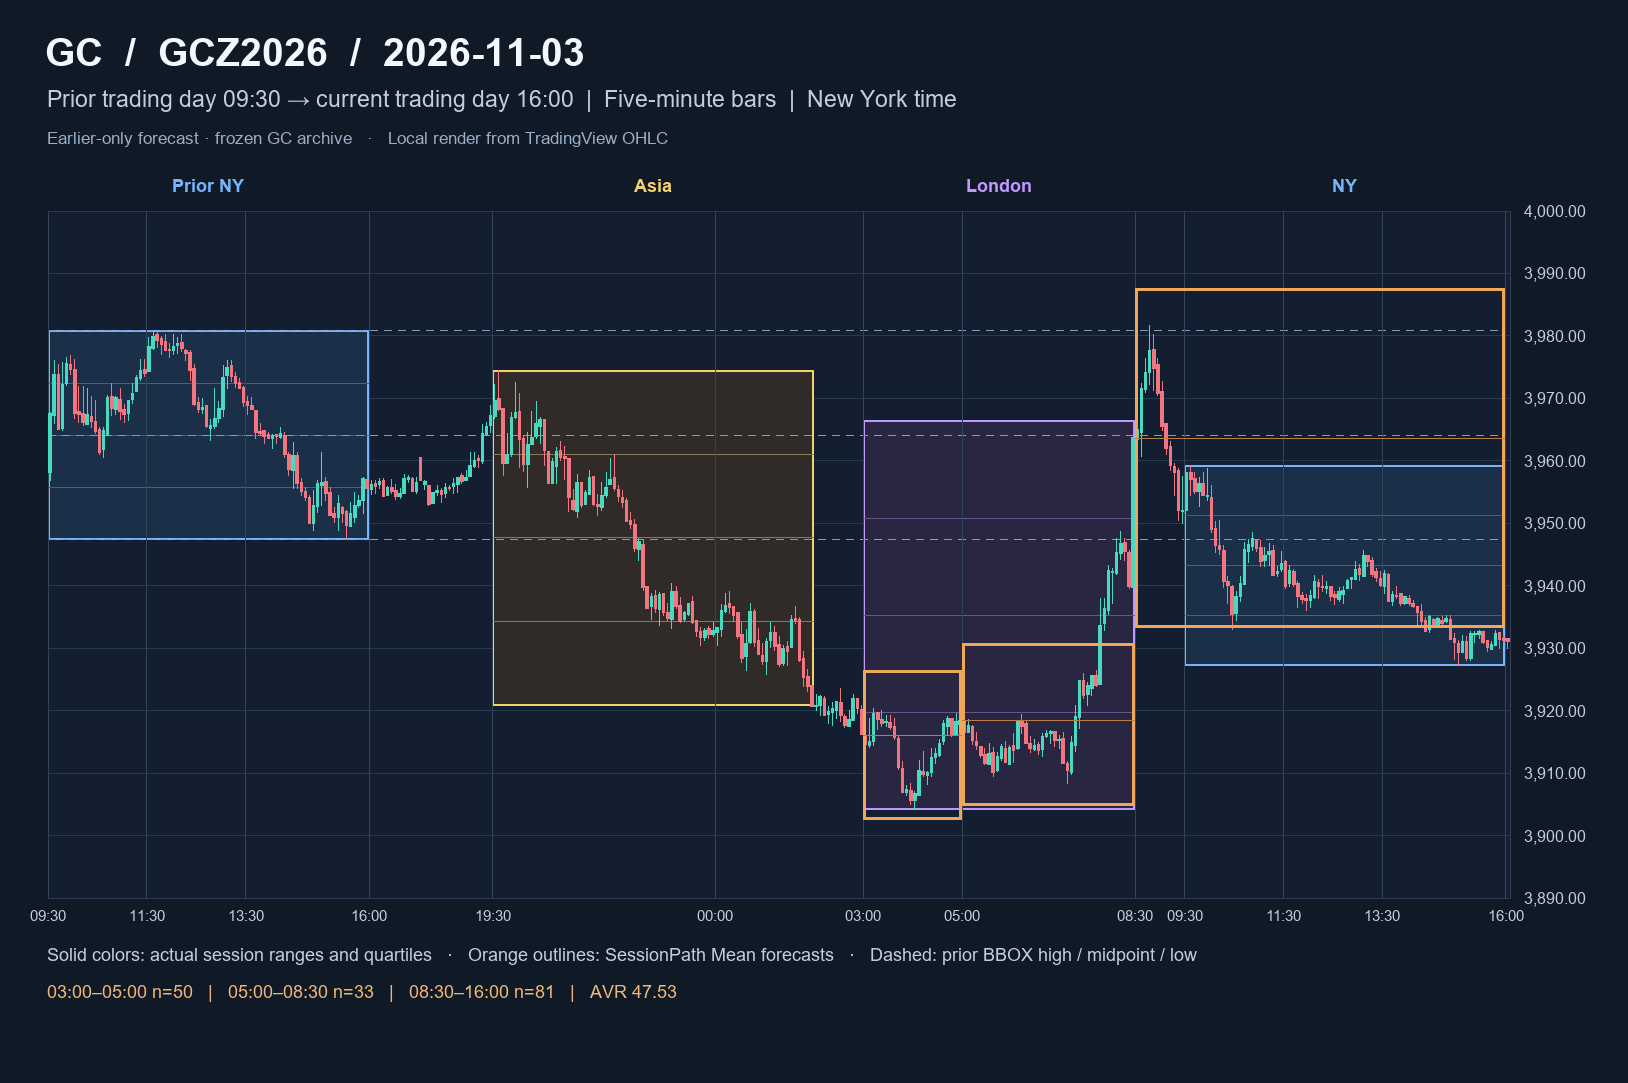 GC / GCZ2026 / 2026-11-03
Prior trading day 09:30 → current trading day 16:00 | Five-minute bars | New York time
Earlier-only forecast · frozen GC archive · Local render from TradingView OHLC
Prior NY Asia London NY
4,000.00
3,990.00
3,980.00
3,970.00
3,960.00
3,950.00
3,940.00
3,930.00
3,920.00
3,910.00
3,900.00
3,890.00
09:30 11:30 13:30 16:00 19:30 00:00 03:00 05:00 08:30 09:30 11:30 13:30 16:00
Solid colors: actual session ranges and quartiles · Orange outlines: SessionPath Mean forecasts · Dashed: prior BBOX high / midpoint / low
03:00–05:00 n=50 | 05:00–08:30 n=33 | 08:30–16:00 n=81 | AVR 47.53